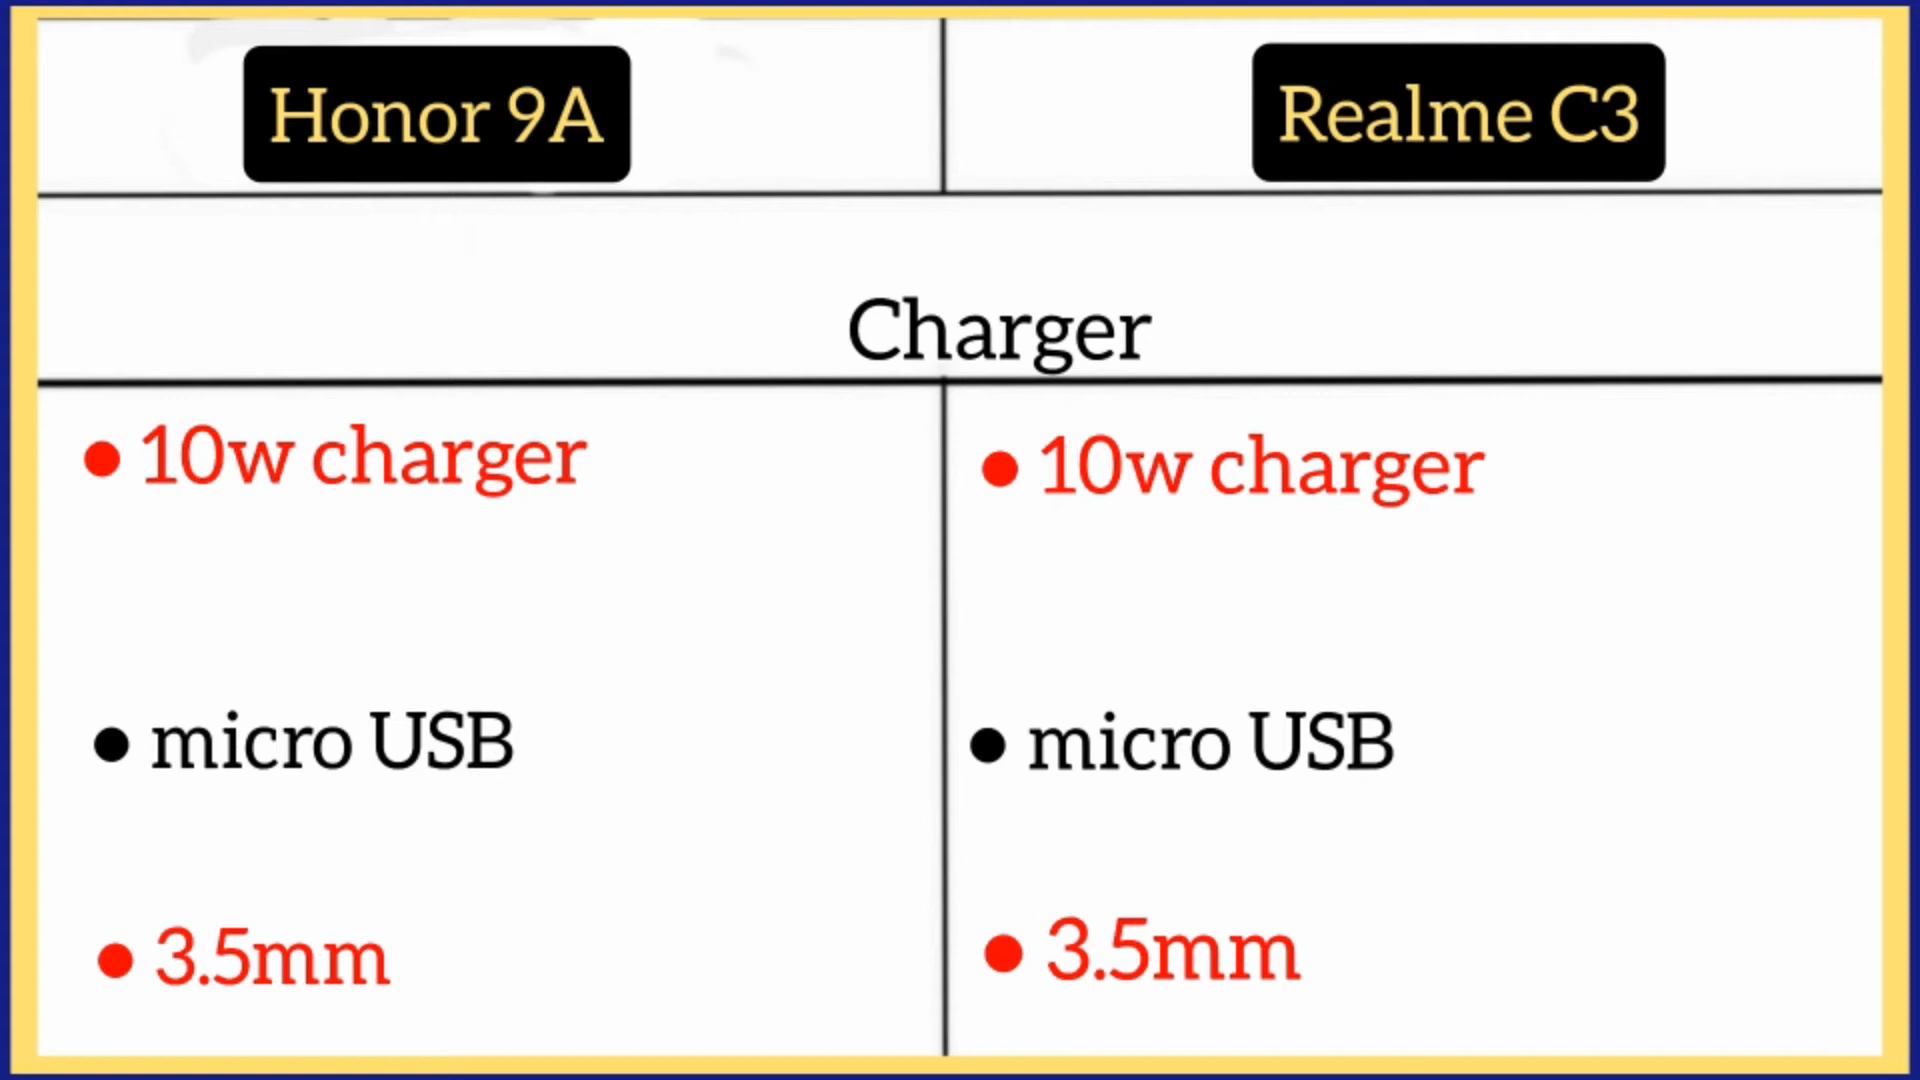 Honor 9A
Realme C3
Charger
● 10w charger
● 10w charger
● micro USB
● micro USB
● 3.5mm
● 3.5mm